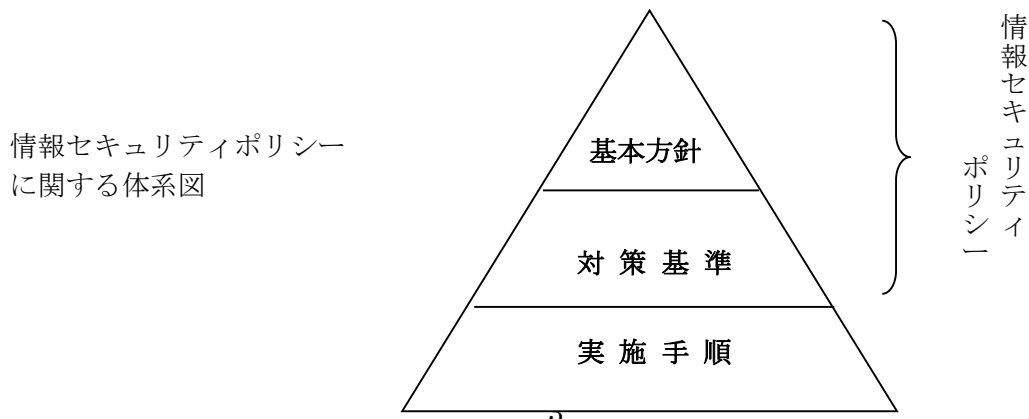 情報セキュリティポリシー
に関する体系図
基本方針
対 策 基 準
実 施 手 順
情報セキュリティ
ポリシー